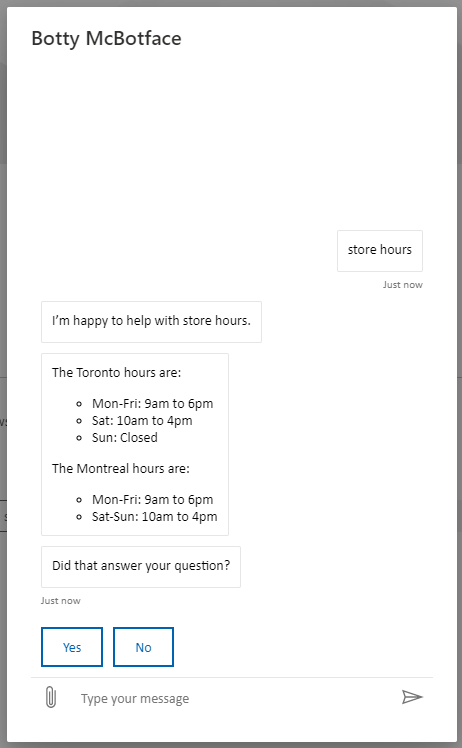 Botty McBotface
store hours
Just now
I’m happy to help with store hours.
The Toronto hours are:
Mon-Fri: 9am to 6pm
Sat: 10am to 4pm
Sun: Closed
The Montreal hours are:
Mon-Fri: 9am to 6pm
Sat-Sun: 10am to 4pm
Did that answer your question?
Just now
Yes No
Type your message